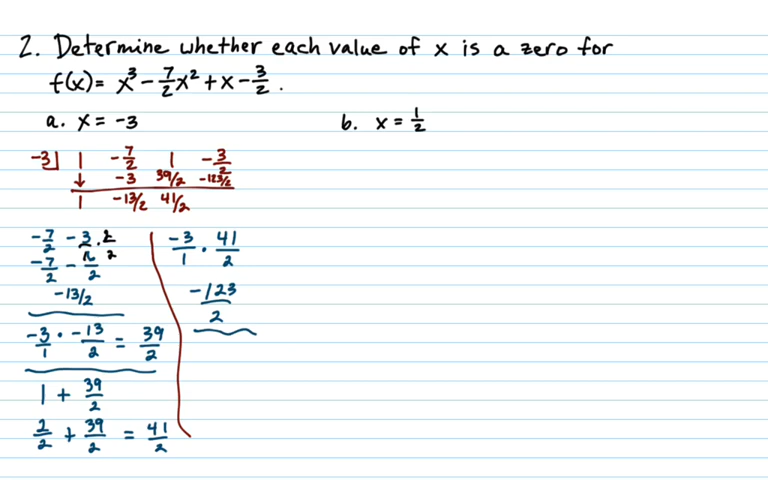 2. Determine whether each value of x is a zero for
f(x) = x³ - 7/2 x² + x - 3/2 .
a. x = -3
b. x = 1/2
-3⌋ 1 -7/2 1 -3/2
↓ -3 39/2 -123/2
1 -13/2 41/2
-7/2 - 3 · 2/2
-7/2 - 6/2
-13/2
-3/1 · -13/2 = 39/2
1 + 39/2
2/2 + 39/2 = 41/2
-3/1 · 41/2
-123/2